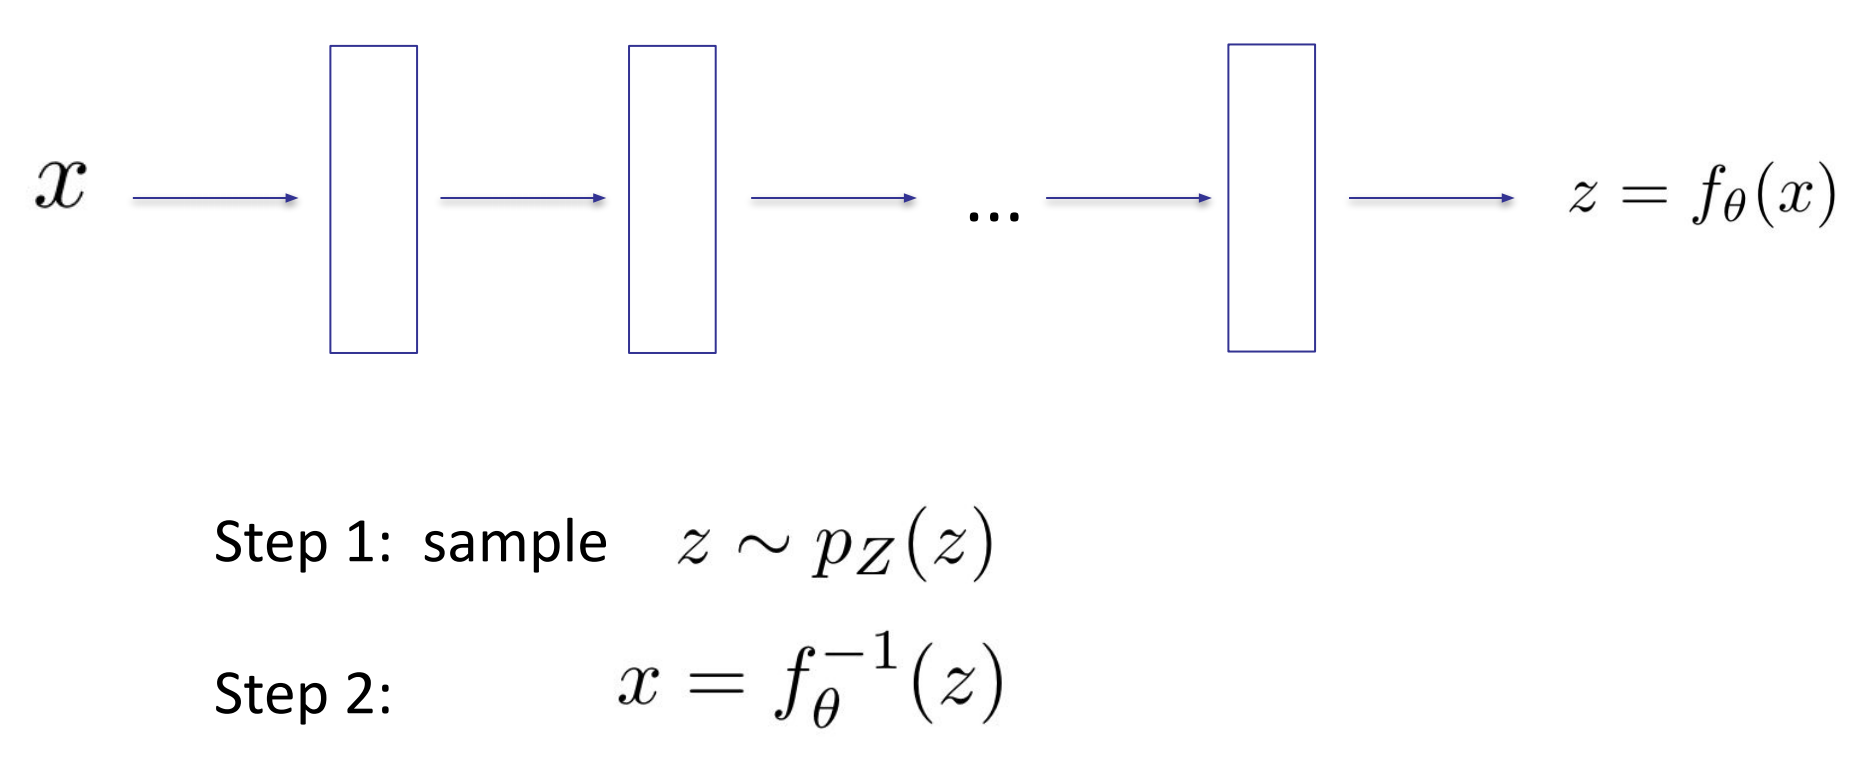 x ... z = f_θ(x)
Step 1: sample z ~ p_Z(z)
Step 2: x = f_θ^{-1}(z)